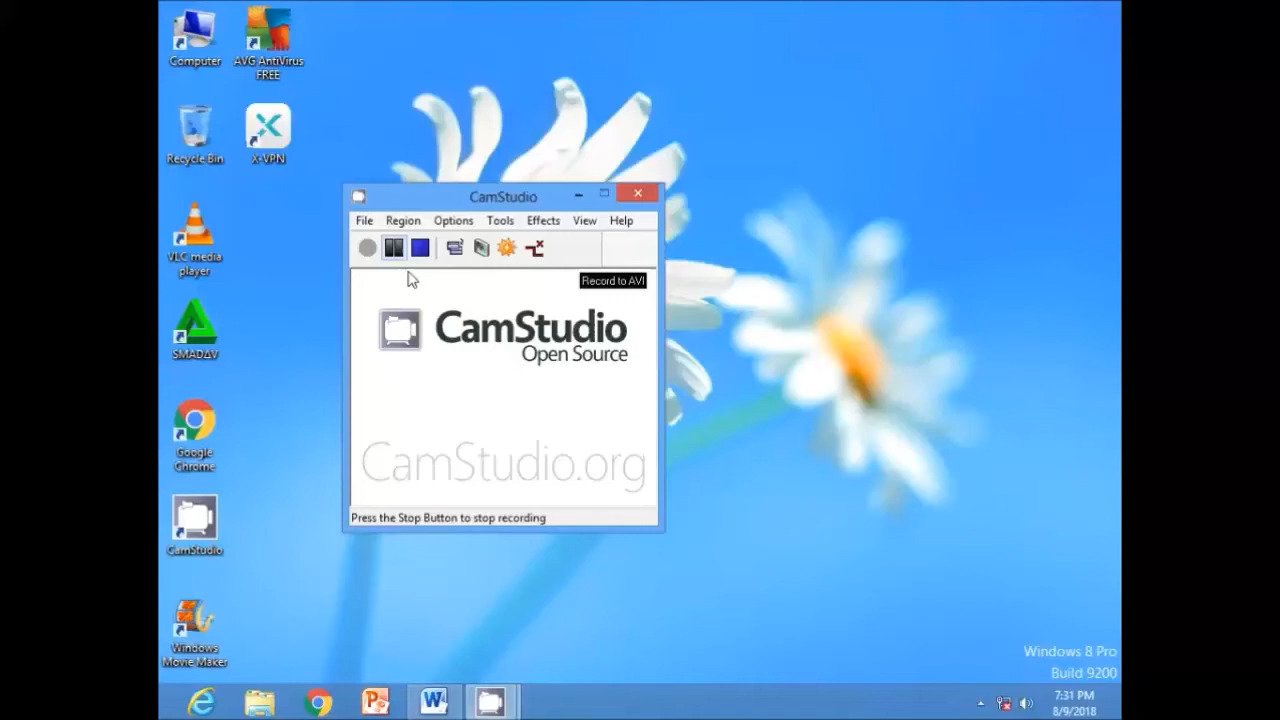 Computer
AVG AntiVirus
FREE
Recycle Bin
X-VPN
VLC media
player
SMADΔV
Google
Chrome
CamStudio
Windows
Movie Maker
CamStudio
File Region Options Tools Effects View Help
Record to AVI
CamStudio
Open Source
CamStudio.org
Press the Stop Button to stop recording
Windows 8 Pro
Build 9200
7:31 PM
8/9/2018